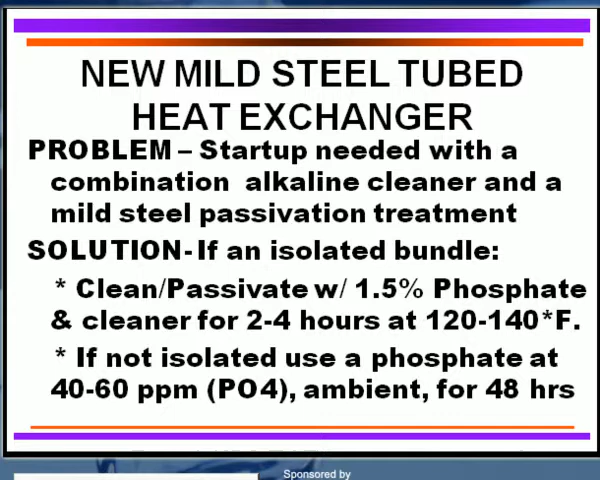 NEW MILD STEEL TUBED
HEAT EXCHANGER
PROBLEM – Startup needed with a
combination alkaline cleaner and a
mild steel passivation treatment
SOLUTION- If an isolated bundle:
* Clean/Passivate w/ 1.5% Phosphate
& cleaner for 2-4 hours at 120-140*F.
* If not isolated use a phosphate at
40-60 ppm (PO4), ambient, for 48 hrs
Sponsored by